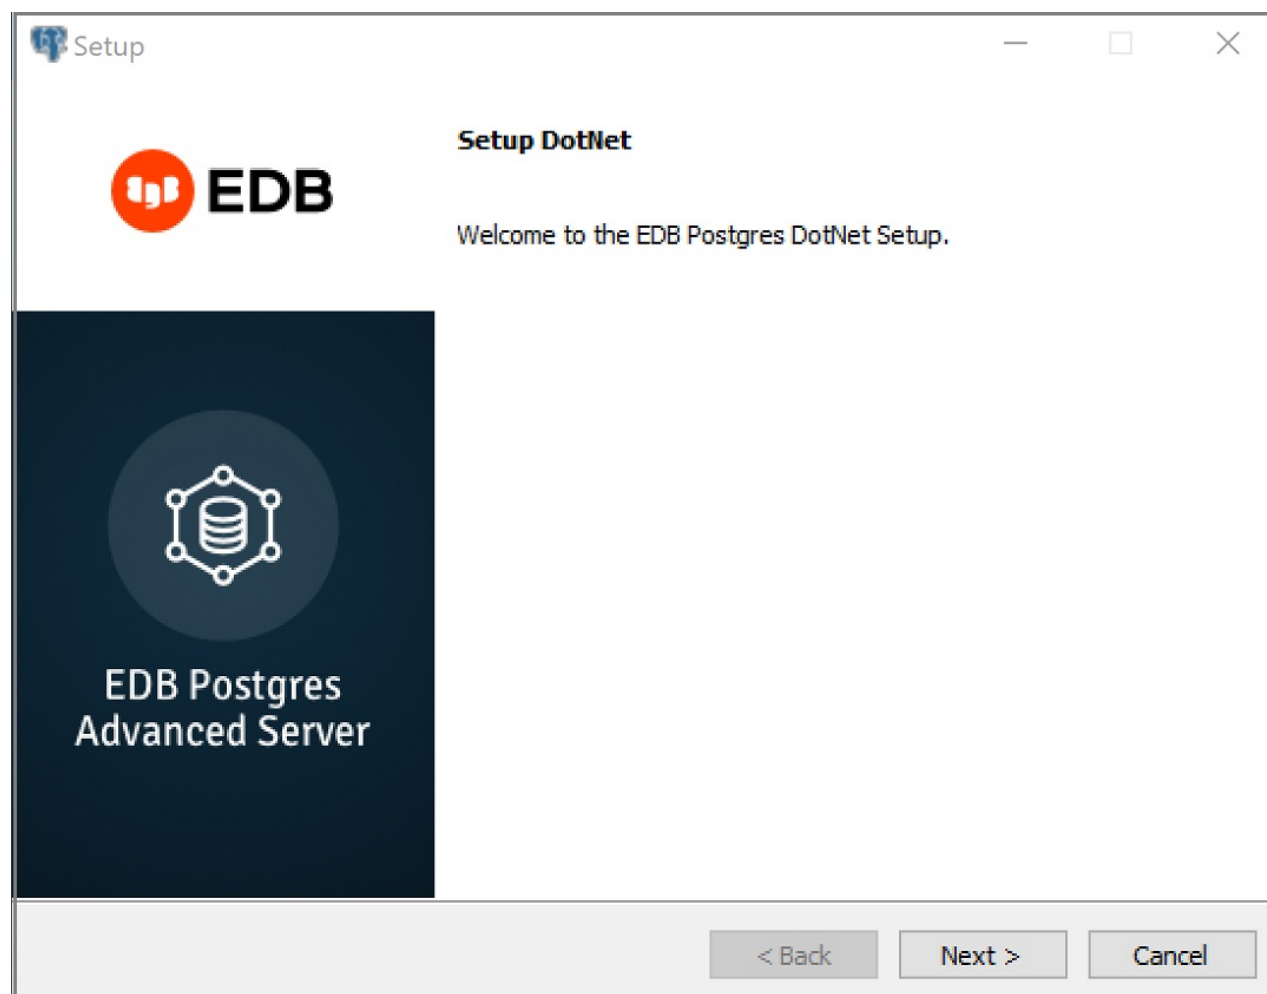 Setup
EDB
Setup DotNet
Welcome to the EDB Postgres DotNet Setup.
EDB Postgres
Advanced Server
< Back
Next >
Cancel